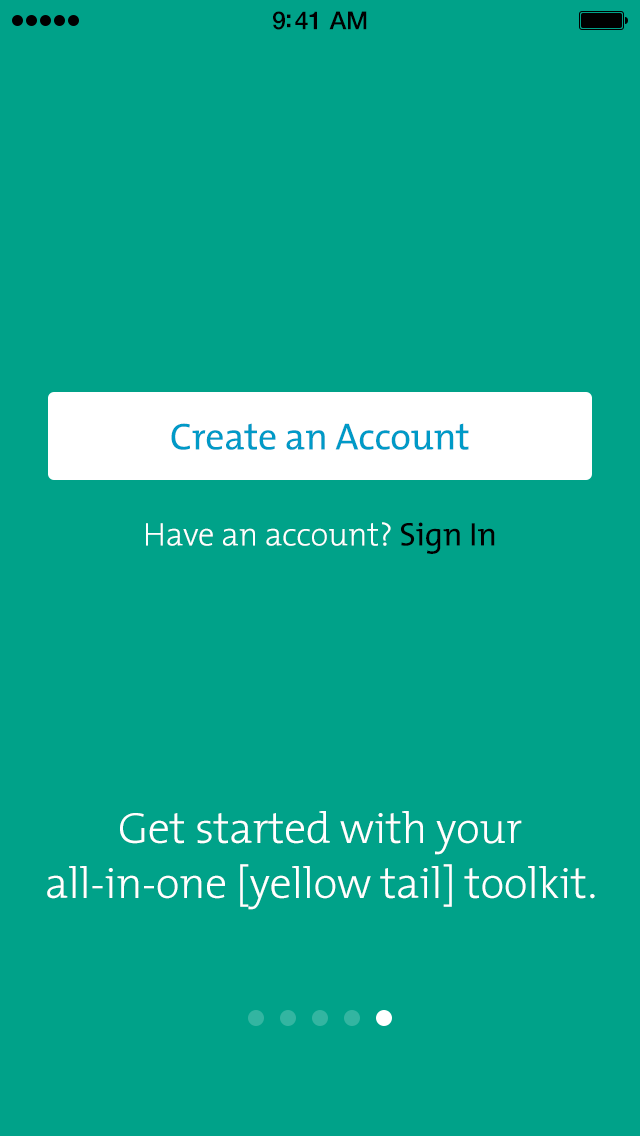 9:41 AM
Create an Account
Have an account? Sign In
Get started with your
all-in-one [yellow tail] toolkit.